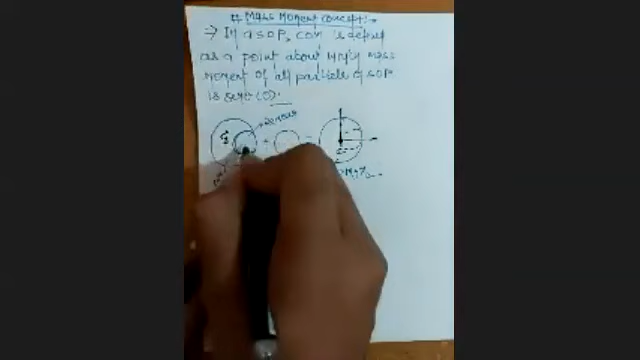 # Mass Moment Concept:-
→ In a SOP, COM is defined
as a point about which mass
moment of all particle of SOP
is zero (0).
Remove
+ =